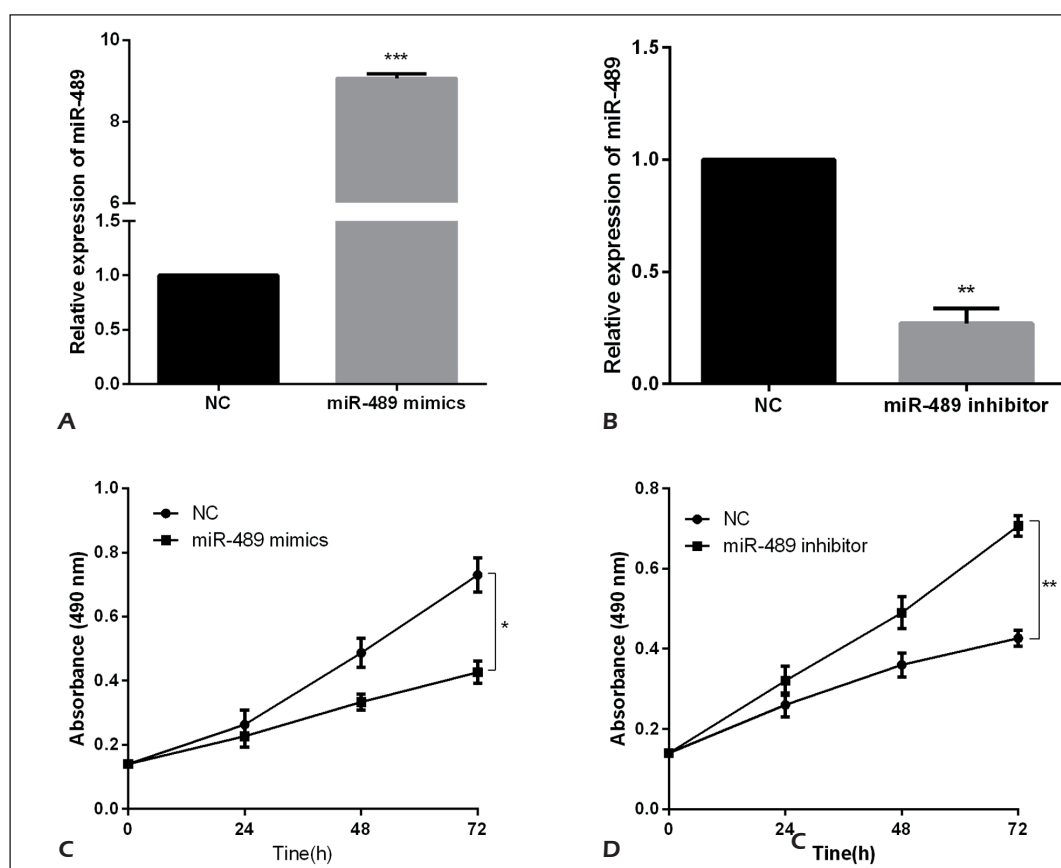 10
8
6
1.5
1.0
0.5
0.0
Relative expression of miR-489
***
NC
miR-489 mimics
A
1.5
1.0
0.5
0.0
Relative expression of miR-489
**
NC
miR-489 inhibitor
B
1.0
0.8
0.6
0.4
0.2
0.0
Absorbance (490 nm)
NC
miR-489 mimics
*
0
24
48
72
Tine(h)
C
0.8
0.6
0.4
0.2
0.0
Absorbance (490 nm)
NC
miR-489 inhibitor
**
0
24
48
72
C
Tine(h)
D